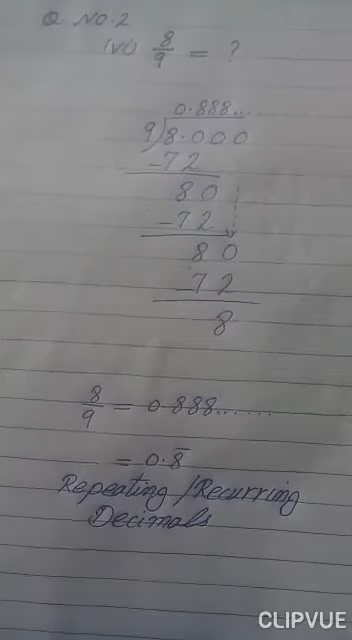 Q No.2
(vi) 8/9 = ?
0.888...
9)8.000
-72
80
-72
80
72
8
8/9 = 0.888......
= 0.8̅
Repeating /Recurring
Decimals
CLIPVUE